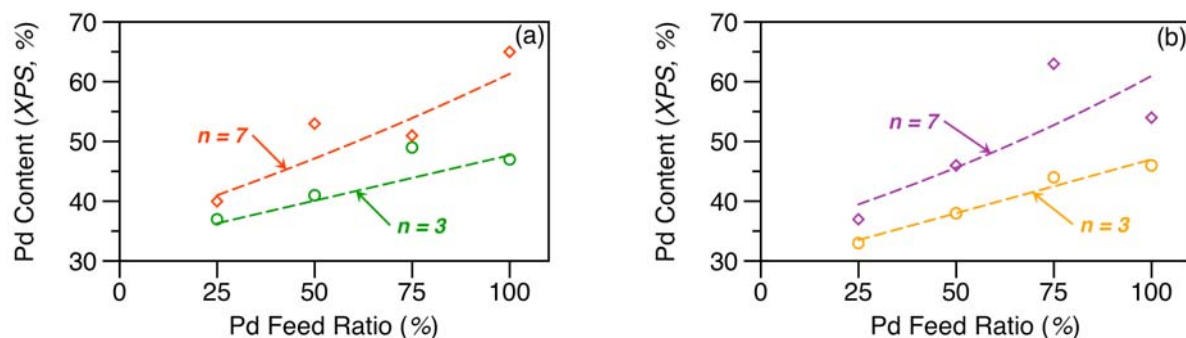 (a)
Pd Content (XPS, %)
70
60
50
40
30
n = 7
n = 3
0 25 50 75 100
Pd Feed Ratio (%)
(b)
Pd Content (XPS, %)
70
60
50
40
30
n = 7
n = 3
0 25 50 75 100
Pd Feed Ratio (%)